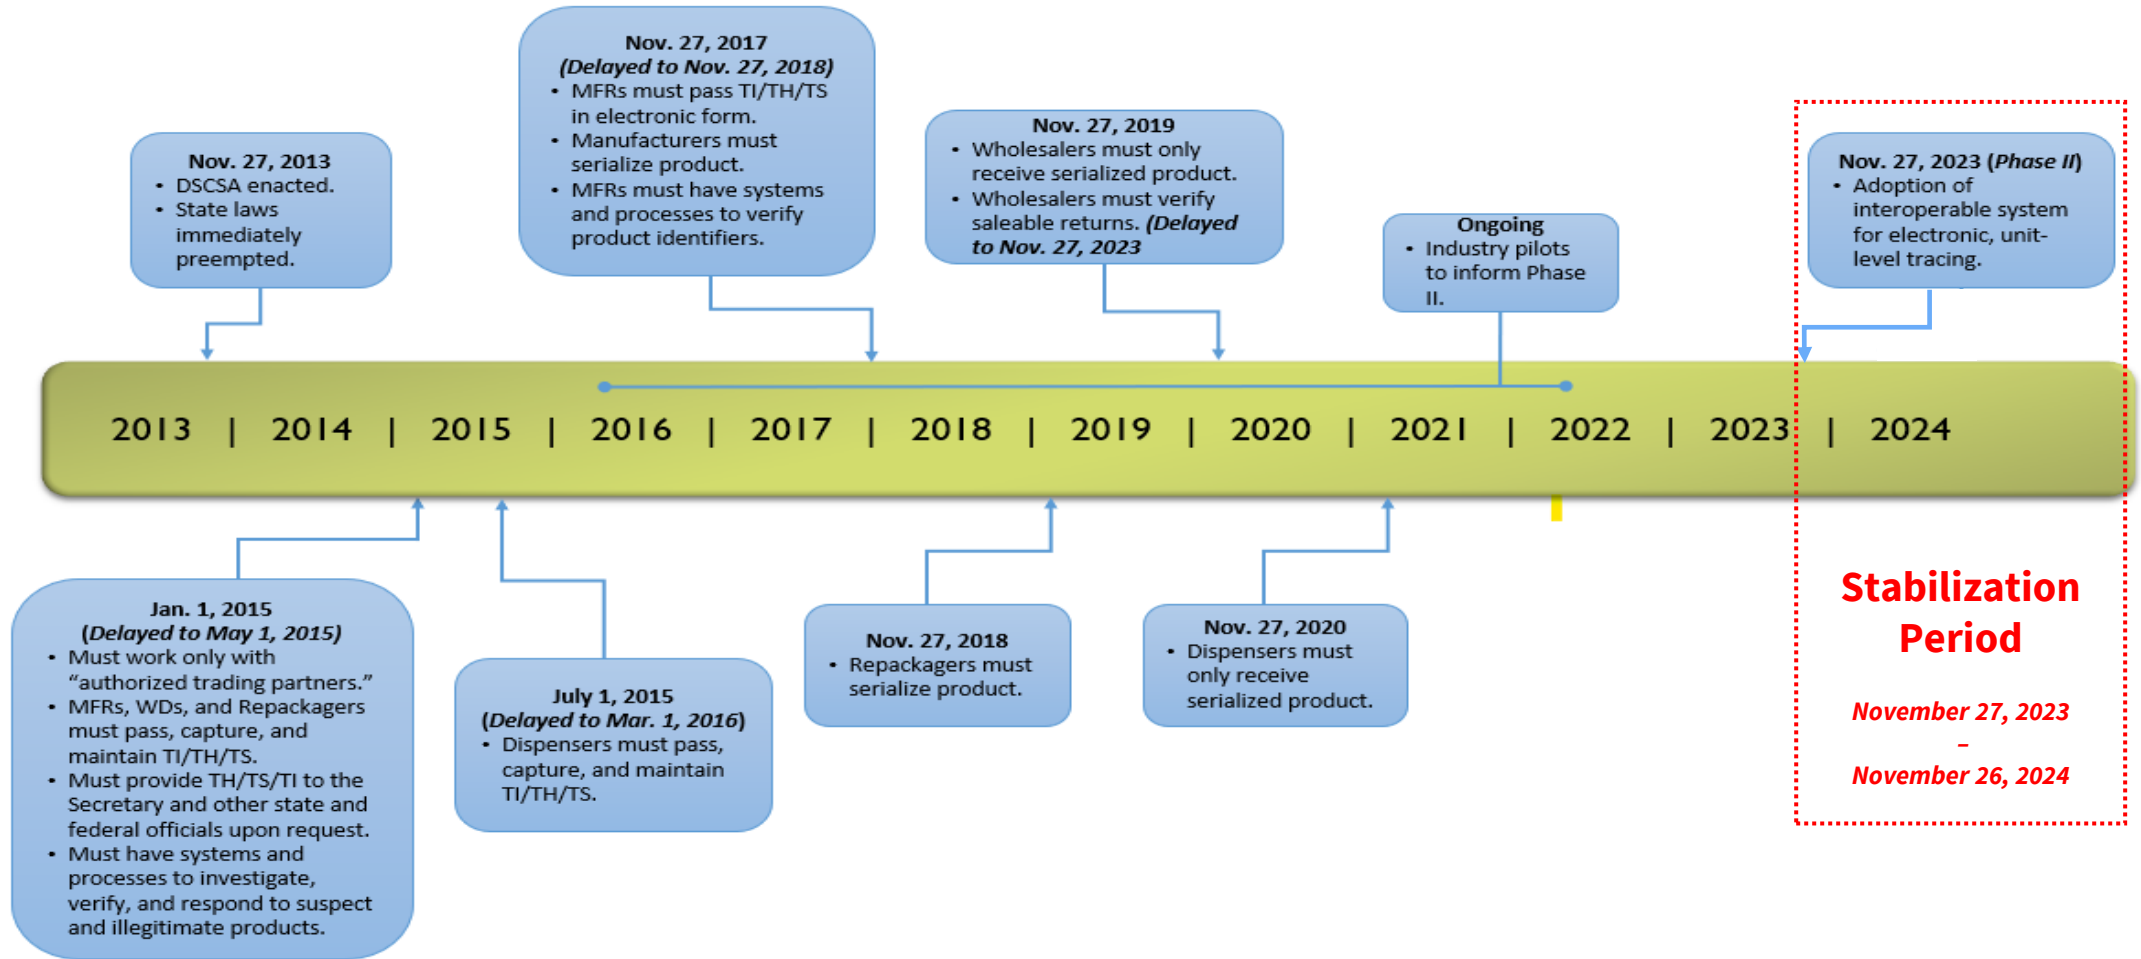 Nov. 27, 2017
(Delayed to Nov. 27, 2018)
• MFRs must pass TI/TH/TS
in electronic form.
• Manufacturers must
serialize product.
• MFRs must have systems
and processes to verify
product identifiers.
Nov. 27, 2013
• DSCSA enacted.
• State laws
immediately
preempted.
Nov. 27, 2019
• Wholesalers must only
receive serialized product.
• Wholesalers must verify
saleable returns. (Delayed
to Nov. 27, 2023
Ongoing
• Industry pilots
to inform Phase
II.
Nov. 27, 2023 (Phase II)
• Adoption of
interoperable system
for electronic, unit-
level tracing.
2013 | 2014 | 2015 | 2016 | 2017 | 2018 | 2019 | 2020 | 2021 | 2022 | 2023 | 2024
Jan. 1, 2015
(Delayed to May 1, 2015)
• Must work only with
“authorized trading partners.”
• MFRs, WDs, and Repackagers
must pass, capture, and
maintain TI/TH/TS.
• Must provide TH/TS/TI to the
Secretary and other state and
federal officials upon request.
• Must have systems and
processes to investigate,
verify, and respond to suspect
and illegitimate products.
July 1, 2015
(Delayed to Mar. 1, 2016)
• Dispensers must pass,
capture, and maintain
TI/TH/TS.
Nov. 27, 2018
• Repackagers must
serialize product.
Nov. 27, 2020
• Dispensers must
only receive
serialized product.
Stabilization
Period
November 27, 2023
–
November 26, 2024